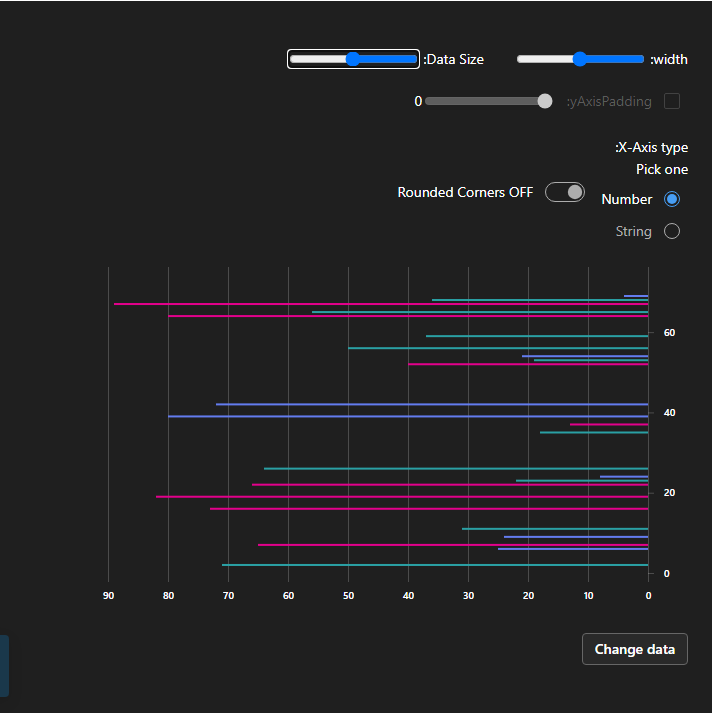 :width
:Data Size
:yAxisPadding
0
:X-Axis type
Pick one
Number
Rounded Corners OFF
String
60
40
20
0
90 80 70 60 50 40 30 20 10 0
Change data